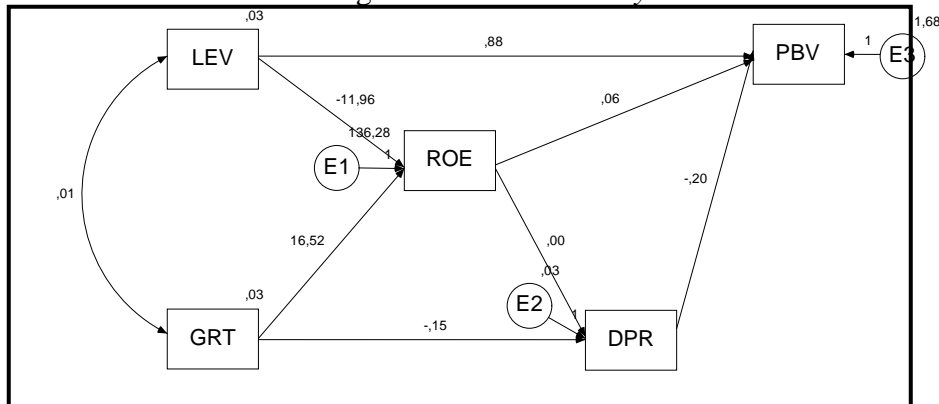 ,03
1,68
LEV
,88
PBV
1
E3
-11,96
,06
136,28
1
E1
ROE
,01
-,20
16,52
,00
,03
,03
E2
1
GRT
-,15
DPR